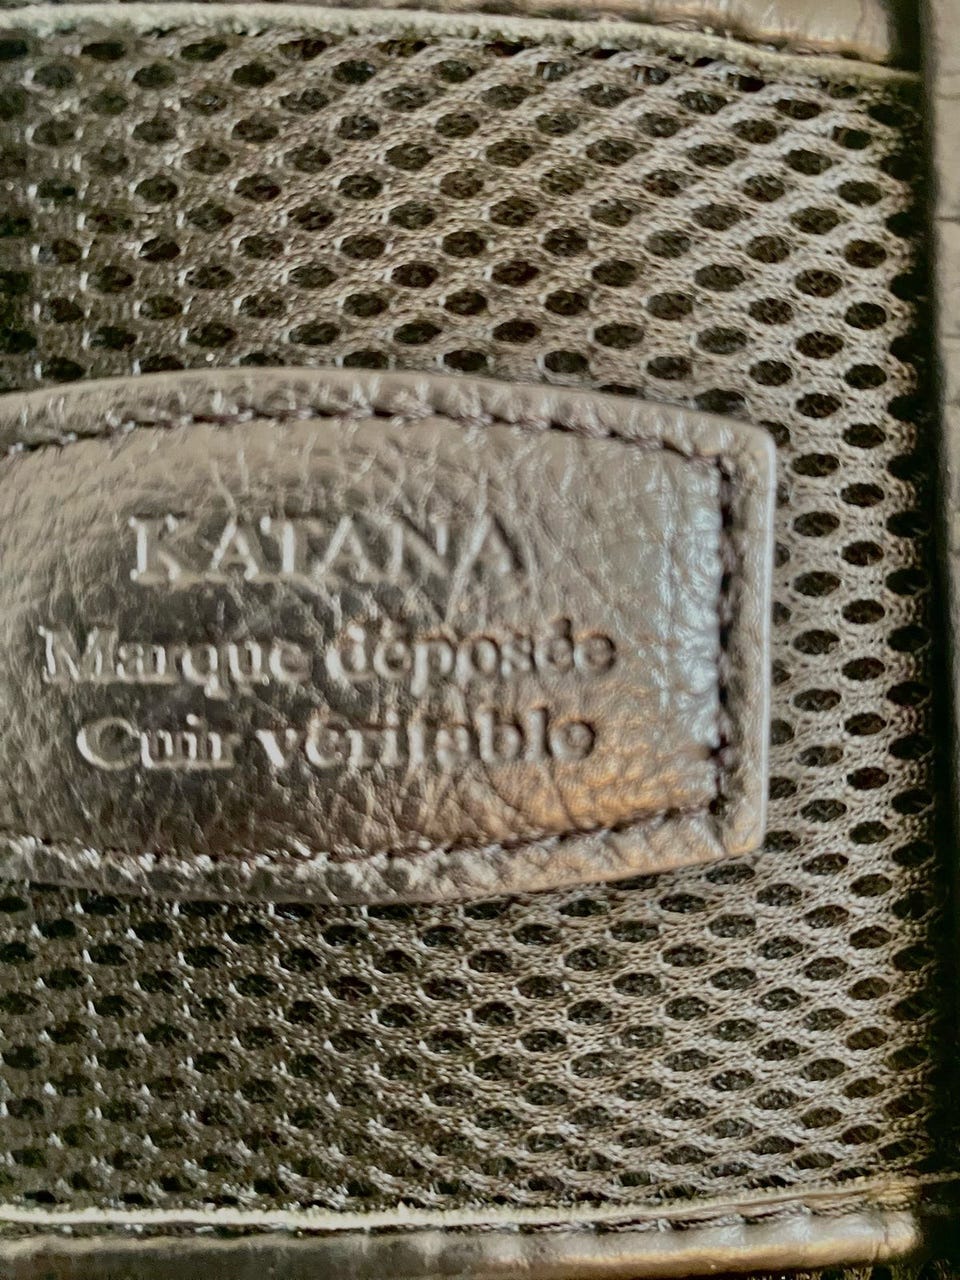 KATANA
Marque déposée
Cuir véritable